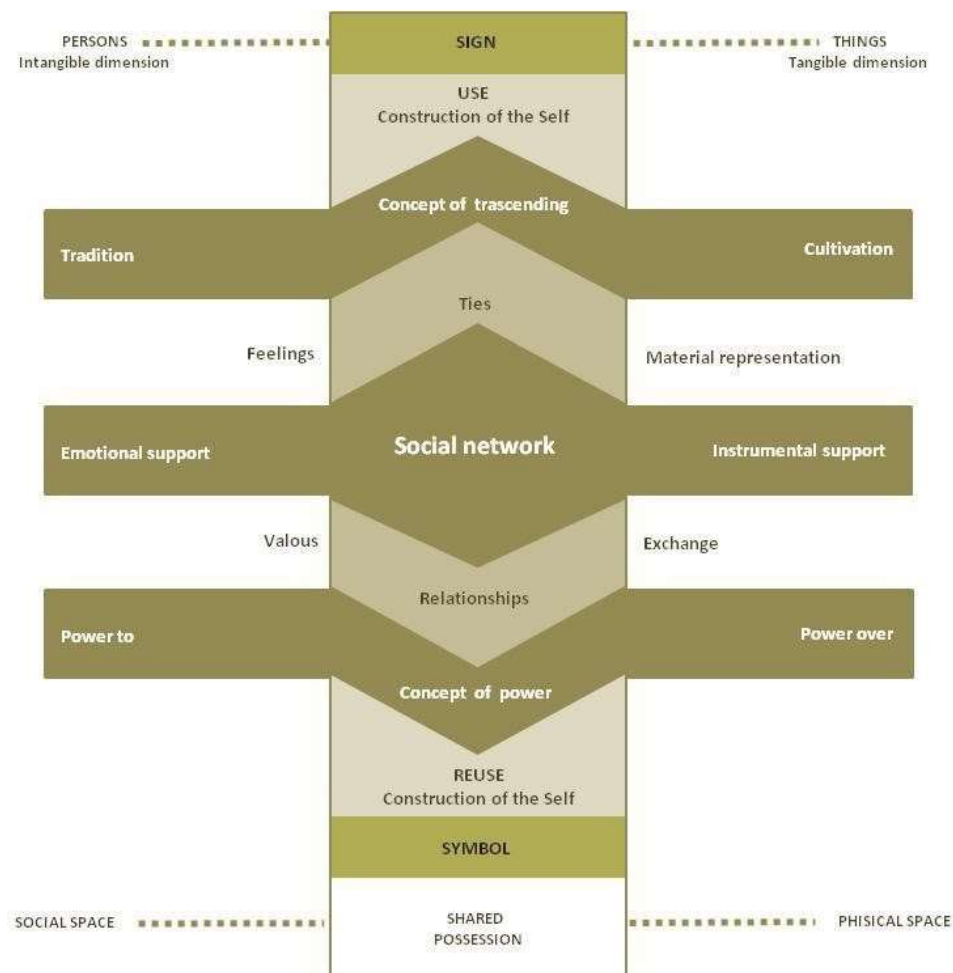 PERSONS
Intangible dimension
SIGN
THINGS
Tangible dimension
USE
Construction of the Self
Concept of trascending
Tradition
Cultivation
Ties
Feelings
Material representation
Emotional support
Social network
Instrumental support
Valous
Exchange
Relationships
Power to
Power over
Concept of power
REUSE
Construction of the Self
SYMBOL
SOCIAL SPACE
SHARED
POSSESSION
PHISICAL SPACE